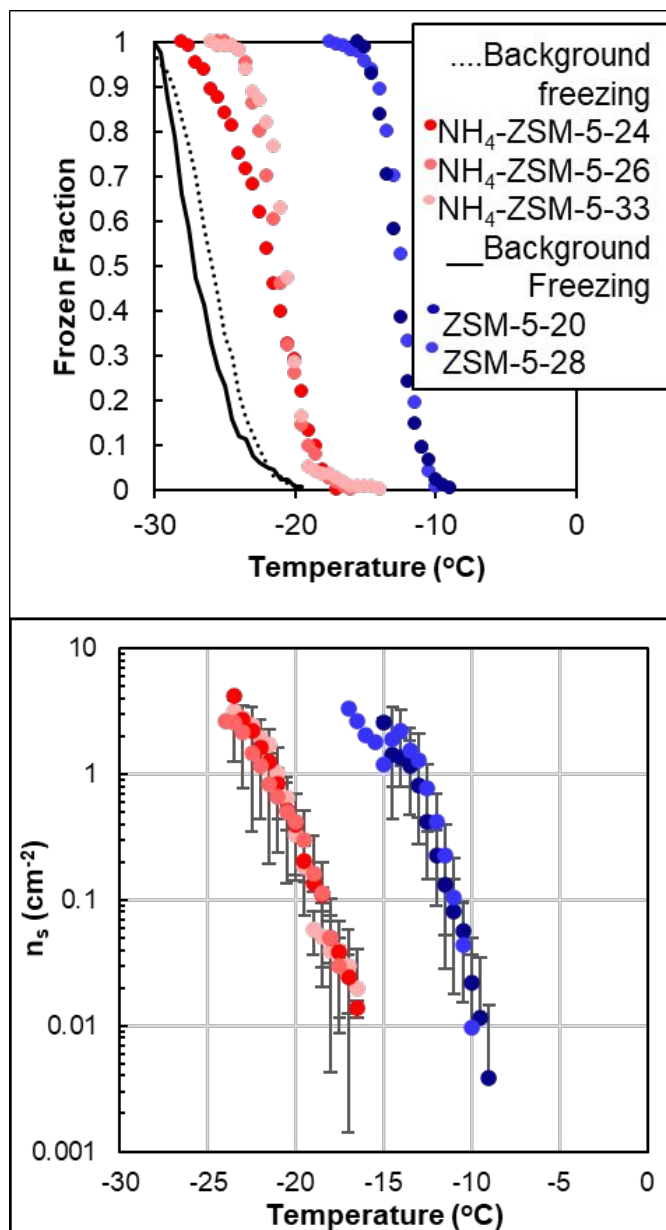 1
0.9
0.8
0.7
0.6
0.5
0.4
0.3
0.2
0.1
0
Frozen Fraction
-30
-20
-10
0
Temperature (°C)
....Background
freezing
NH₄-ZSM-5-24
NH₄-ZSM-5-26
NH₄-ZSM-5-33
__Background
Freezing
ZSM-5-20
ZSM-5-28
10
1
0.1
0.01
0.001
nₛ (cm⁻²)
-30
-25
-20
-15
-10
-5
0
Temperature (°C)